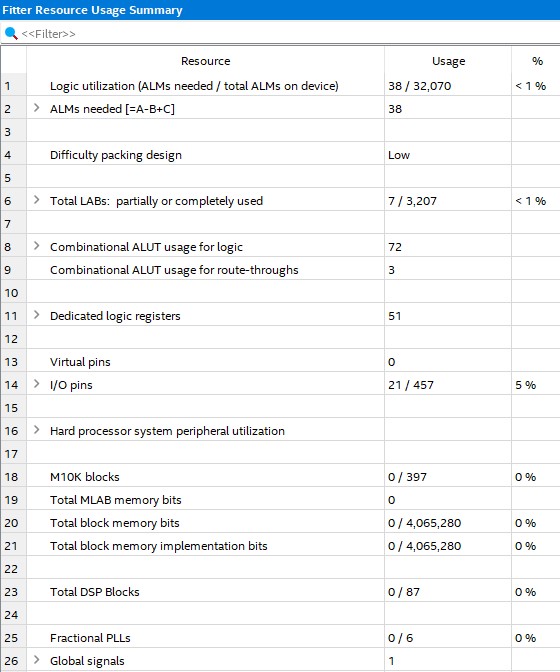 Fitter Resource Usage Summary
<<Filter>>
Resource Usage %
1 Logic utilization (ALMs needed / total ALMs on device) 38 / 32,070 < 1 %
2 ALMs needed [=A-B+C] 38
3
4 Difficulty packing design Low
5
6 Total LABs: partially or completely used 7 / 3,207 < 1 %
7
8 Combinational ALUT usage for logic 72
9 Combinational ALUT usage for route-throughs 3
10
11 Dedicated logic registers 51
12
13 Virtual pins 0
14 I/O pins 21 / 457 5 %
15
16 Hard processor system peripheral utilization
17
18 M10K blocks 0 / 397 0 %
19 Total MLAB memory bits 0
20 Total block memory bits 0 / 4,065,280 0 %
21 Total block memory implementation bits 0 / 4,065,280 0 %
22
23 Total DSP Blocks 0 / 87 0 %
24
25 Fractional PLLs 0 / 6 0 %
26 Global signals 1